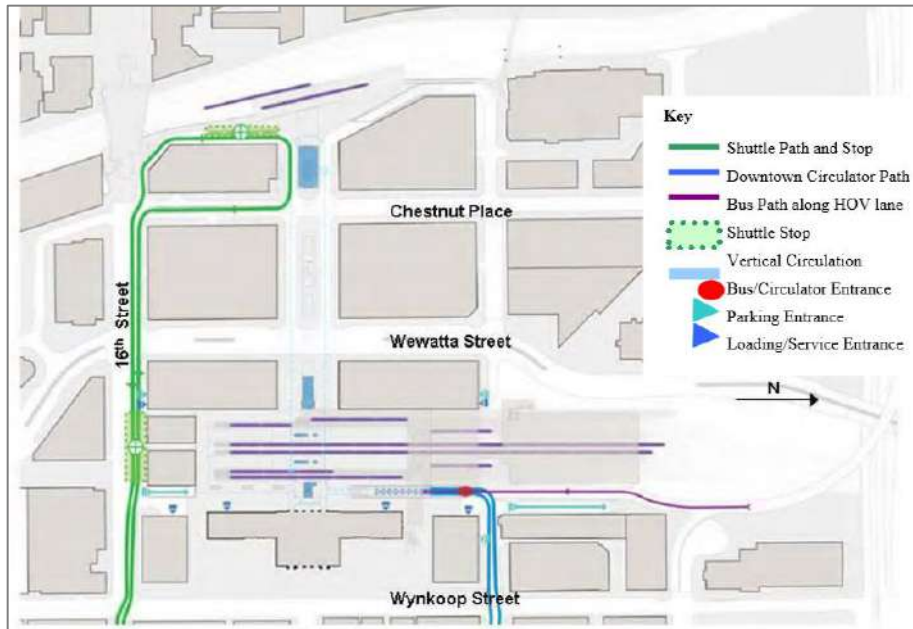 Key
Shuttle Path and Stop
Downtown Circulator Path
Bus Path along HOV lane
Shuttle Stop
Vertical Circulation
Bus/Circulator Entrance
Parking Entrance
Loading/Service Entrance
Chestnut Place
16th Street
Wewatta Street
N
Wynkoop Street